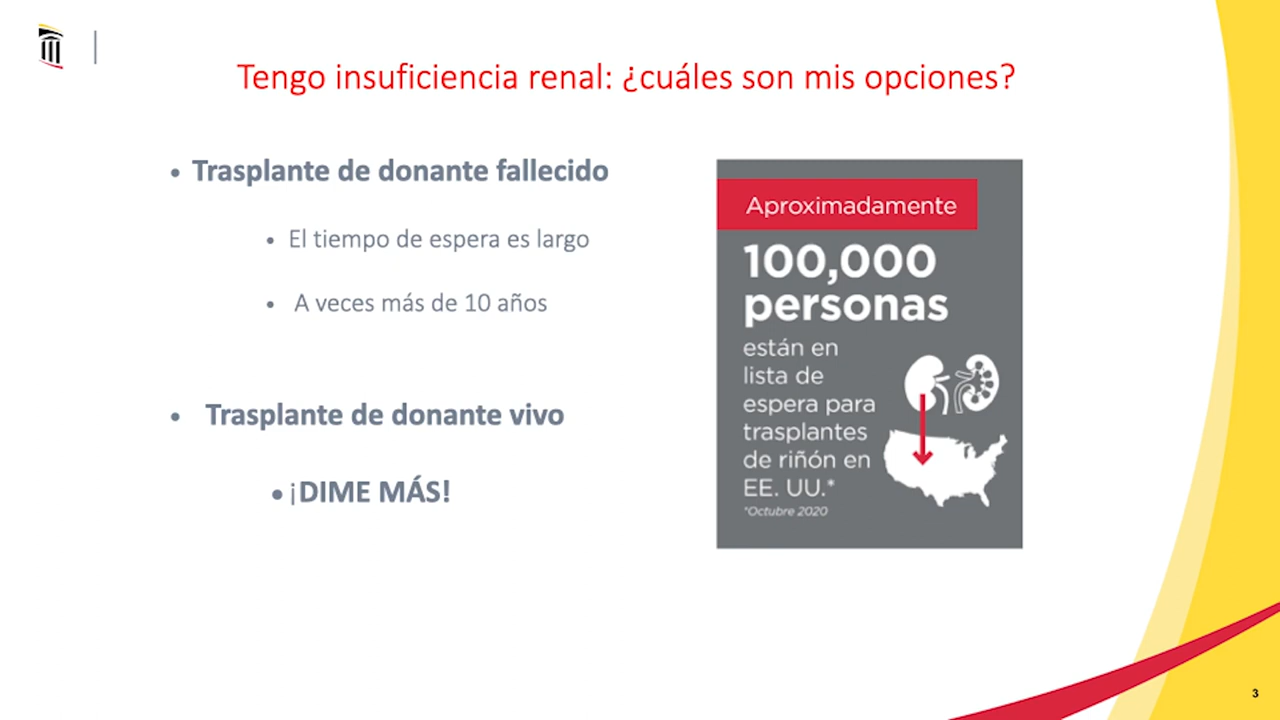 Tengo insuficiencia renal: ¿cuáles son mis opciones?
• Trasplante de donante fallecido
• El tiempo de espera es largo
• A veces más de 10 años
• Trasplante de donante vivo
• ¡DIME MÁS!
Aproximadamente
100,000
personas
están en
lista de
espera para
trasplantes
de riñón en
EE. UU.*
*Octubre 2020
3